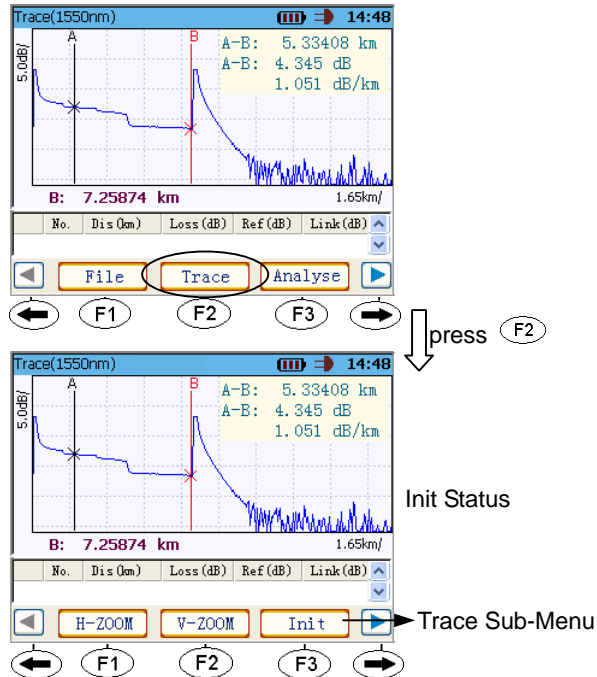 Trace(1550nm) 14:48
A B
5.0dB/
A-B: 5.33408 km
A-B: 4.345 dB
1.051 dB/km
B: 7.25874 km 1.65km/
No. Dis(km) Loss(dB) Ref(dB) Link(dB)
File Trace Analyse
F1 F2 F3
press F2
Trace(1550nm) 14:48
A B
5.0dB/
A-B: 5.33408 km
A-B: 4.345 dB
1.051 dB/km
Init Status
B: 7.25874 km 1.65km/
No. Dis(km) Loss(dB) Ref(dB) Link(dB)
H-ZOOM V-ZOOM Init Trace Sub-Menu
F1 F2 F3